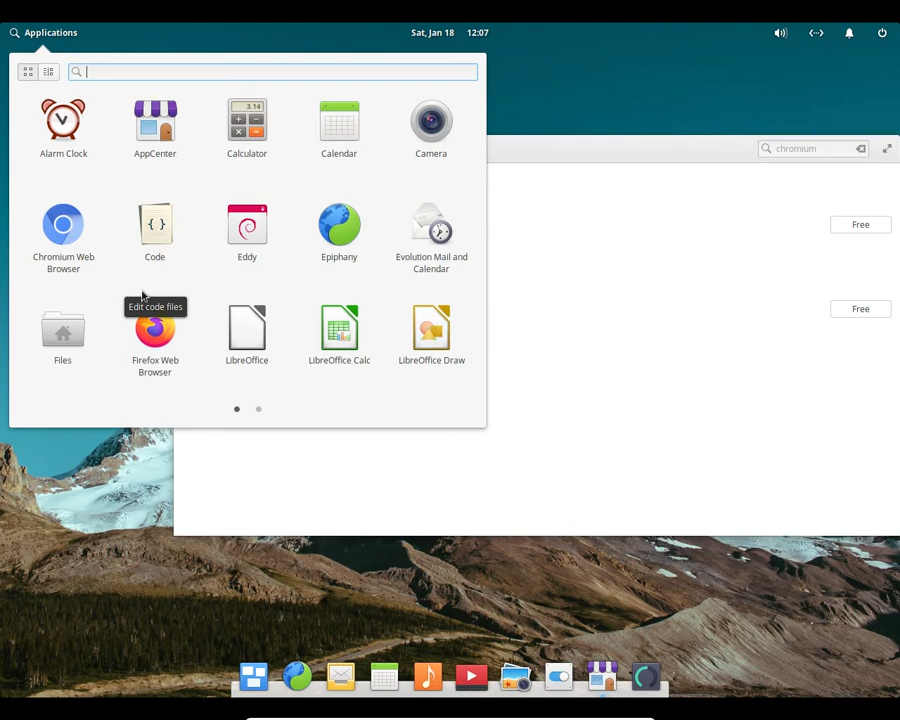 Applications
Sat, Jan 18 12:07
chromium
3.14
Alarm Clock
AppCenter
Calculator
Calendar
Camera
Free
{ }
Chromium Web
Browser
Code
Eddy
Epiphany
Evolution Mail and
Calendar
Edit code files
Free
Files
Firefox Web
Browser
LibreOffice
LibreOffice Calc
LibreOffice Draw